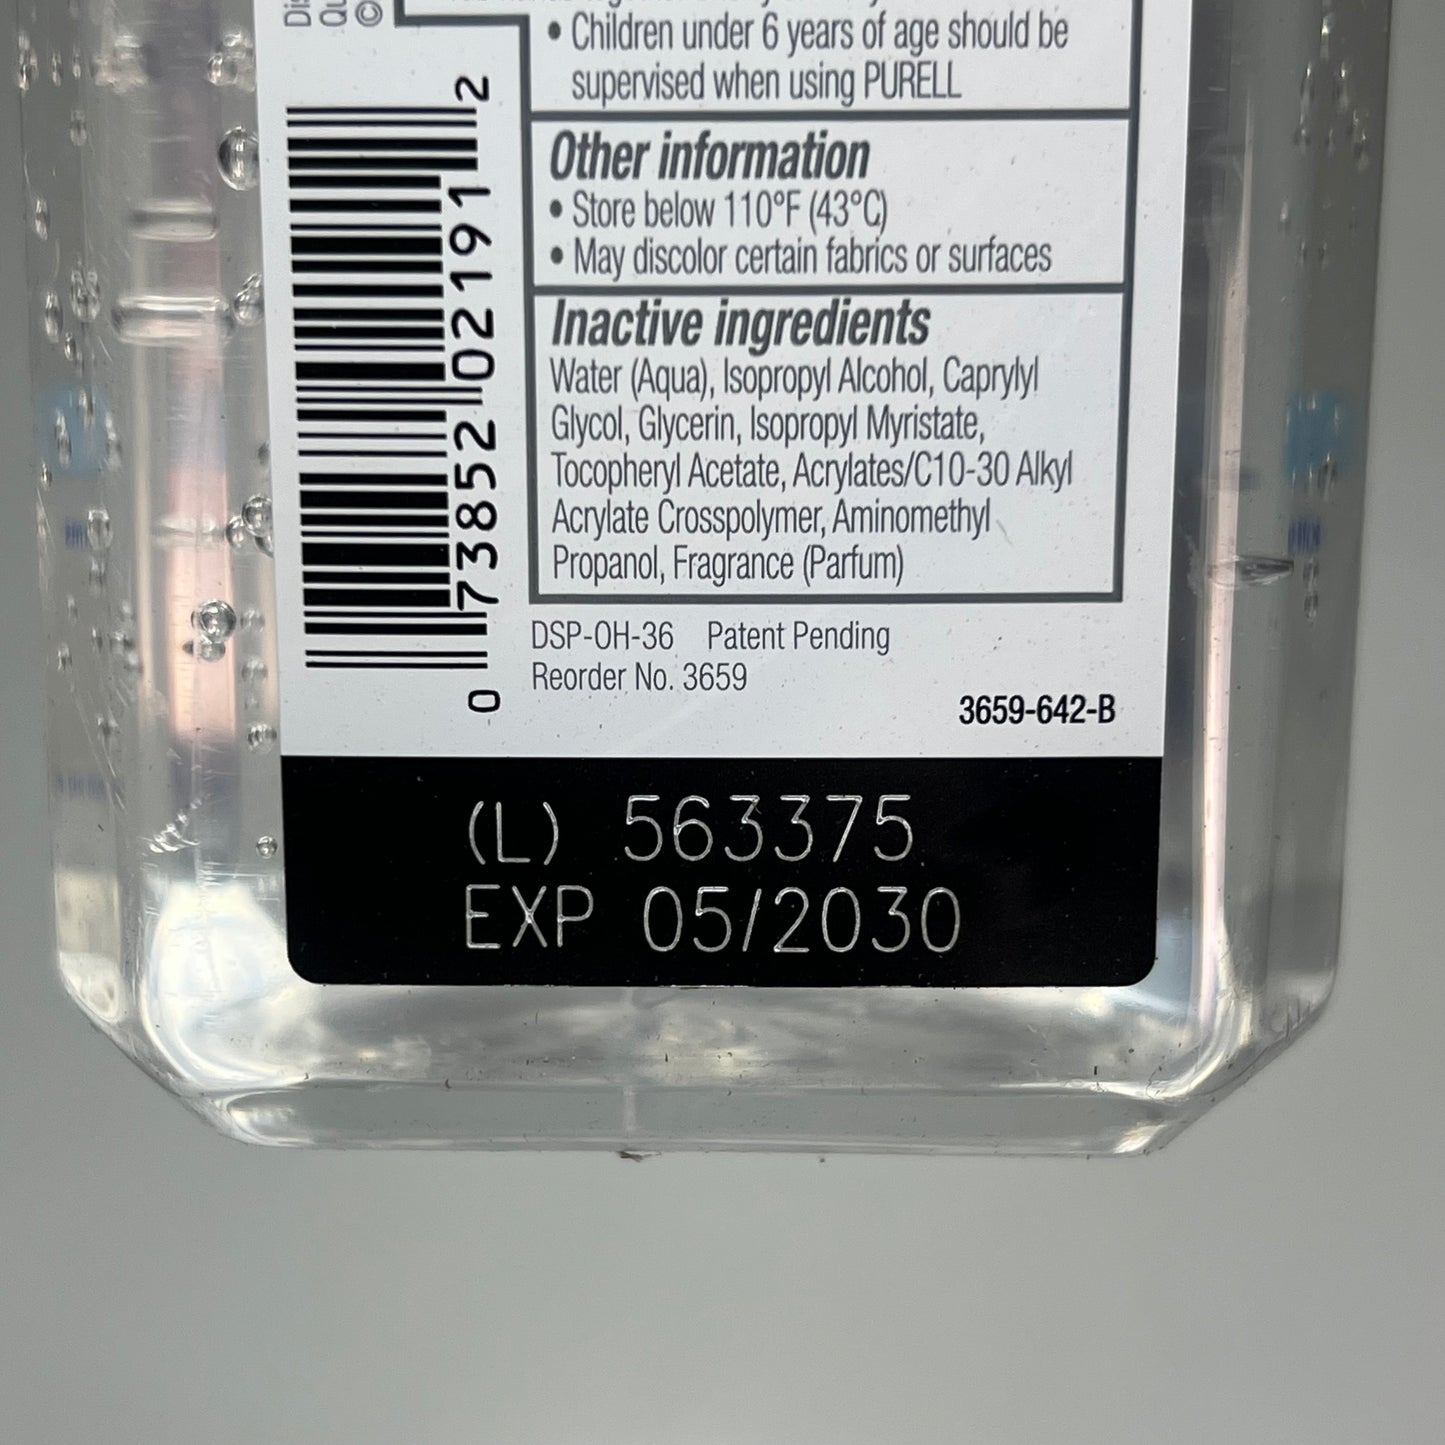 • Children under 6 years of age should be
supervised when using PURELL
Other information
• Store below 110°F (43°C)
• May discolor certain fabrics or surfaces
Inactive ingredients
Water (Aqua), Isopropyl Alcohol, Caprylyl
Glycol, Glycerin, Isopropyl Myristate,
Tocopheryl Acetate, Acrylates/C10-30 Alkyl
Acrylate Crosspolymer, Aminomethyl
Propanol, Fragrance (Parfum)
0 73852 02191 2
DSP-OH-36 Patent Pending
Reorder No. 3659
3659-642-B
(L) 563375
EXP 05/2030